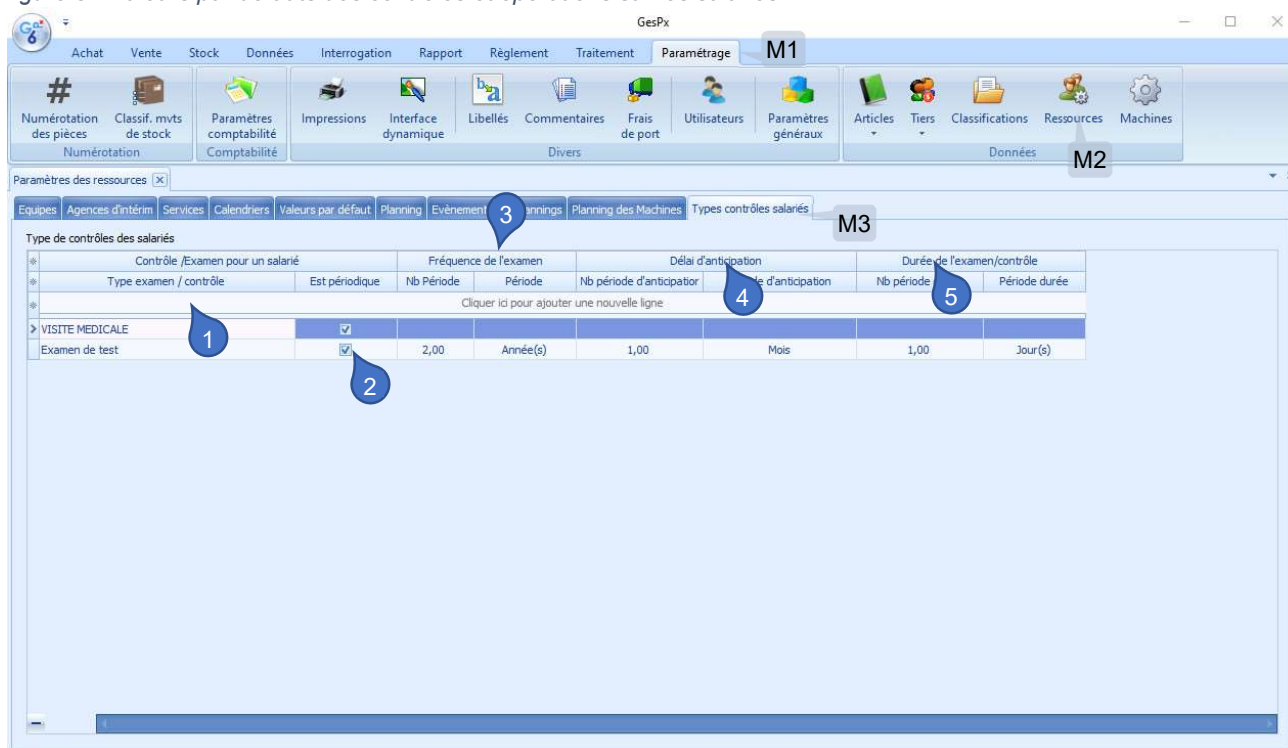 GesPx
Achat Vente Stock Données Interrogation Rapport Règlement Traitement Paramétrage M1
Numérotation des pièces
Classif. mvts de stock
Paramètres comptabilité
Impressions
Interface dynamique
Libellés
Commentaires
Frais de port
Utilisateurs
Paramètres généraux
Articles
Tiers
Classifications
Ressources
Machines
Numérotation Comptabilité Divers Données M2
Paramètres des ressources
Equipes Agences d'intérim Services Calendriers Valeurs par défaut Planning 3 Planning des Machines Types contrôles salariés M3
Type de contrôles des salariés
Contrôle /Examen pour un salarié Fréquence de l'examen Délai d'anticipation Durée de l'examen/contrôle
Type examen / contrôle Est périodique Nb Période Période Nb période d'anticipation d'anticipation Nb période Période durée
Cliquer ici pour ajouter une nouvelle ligne 4 5
VISITE MEDICALE 1
Examen de test 2,00 Année(s) 1,00 Mois 1,00 Jour(s)
2